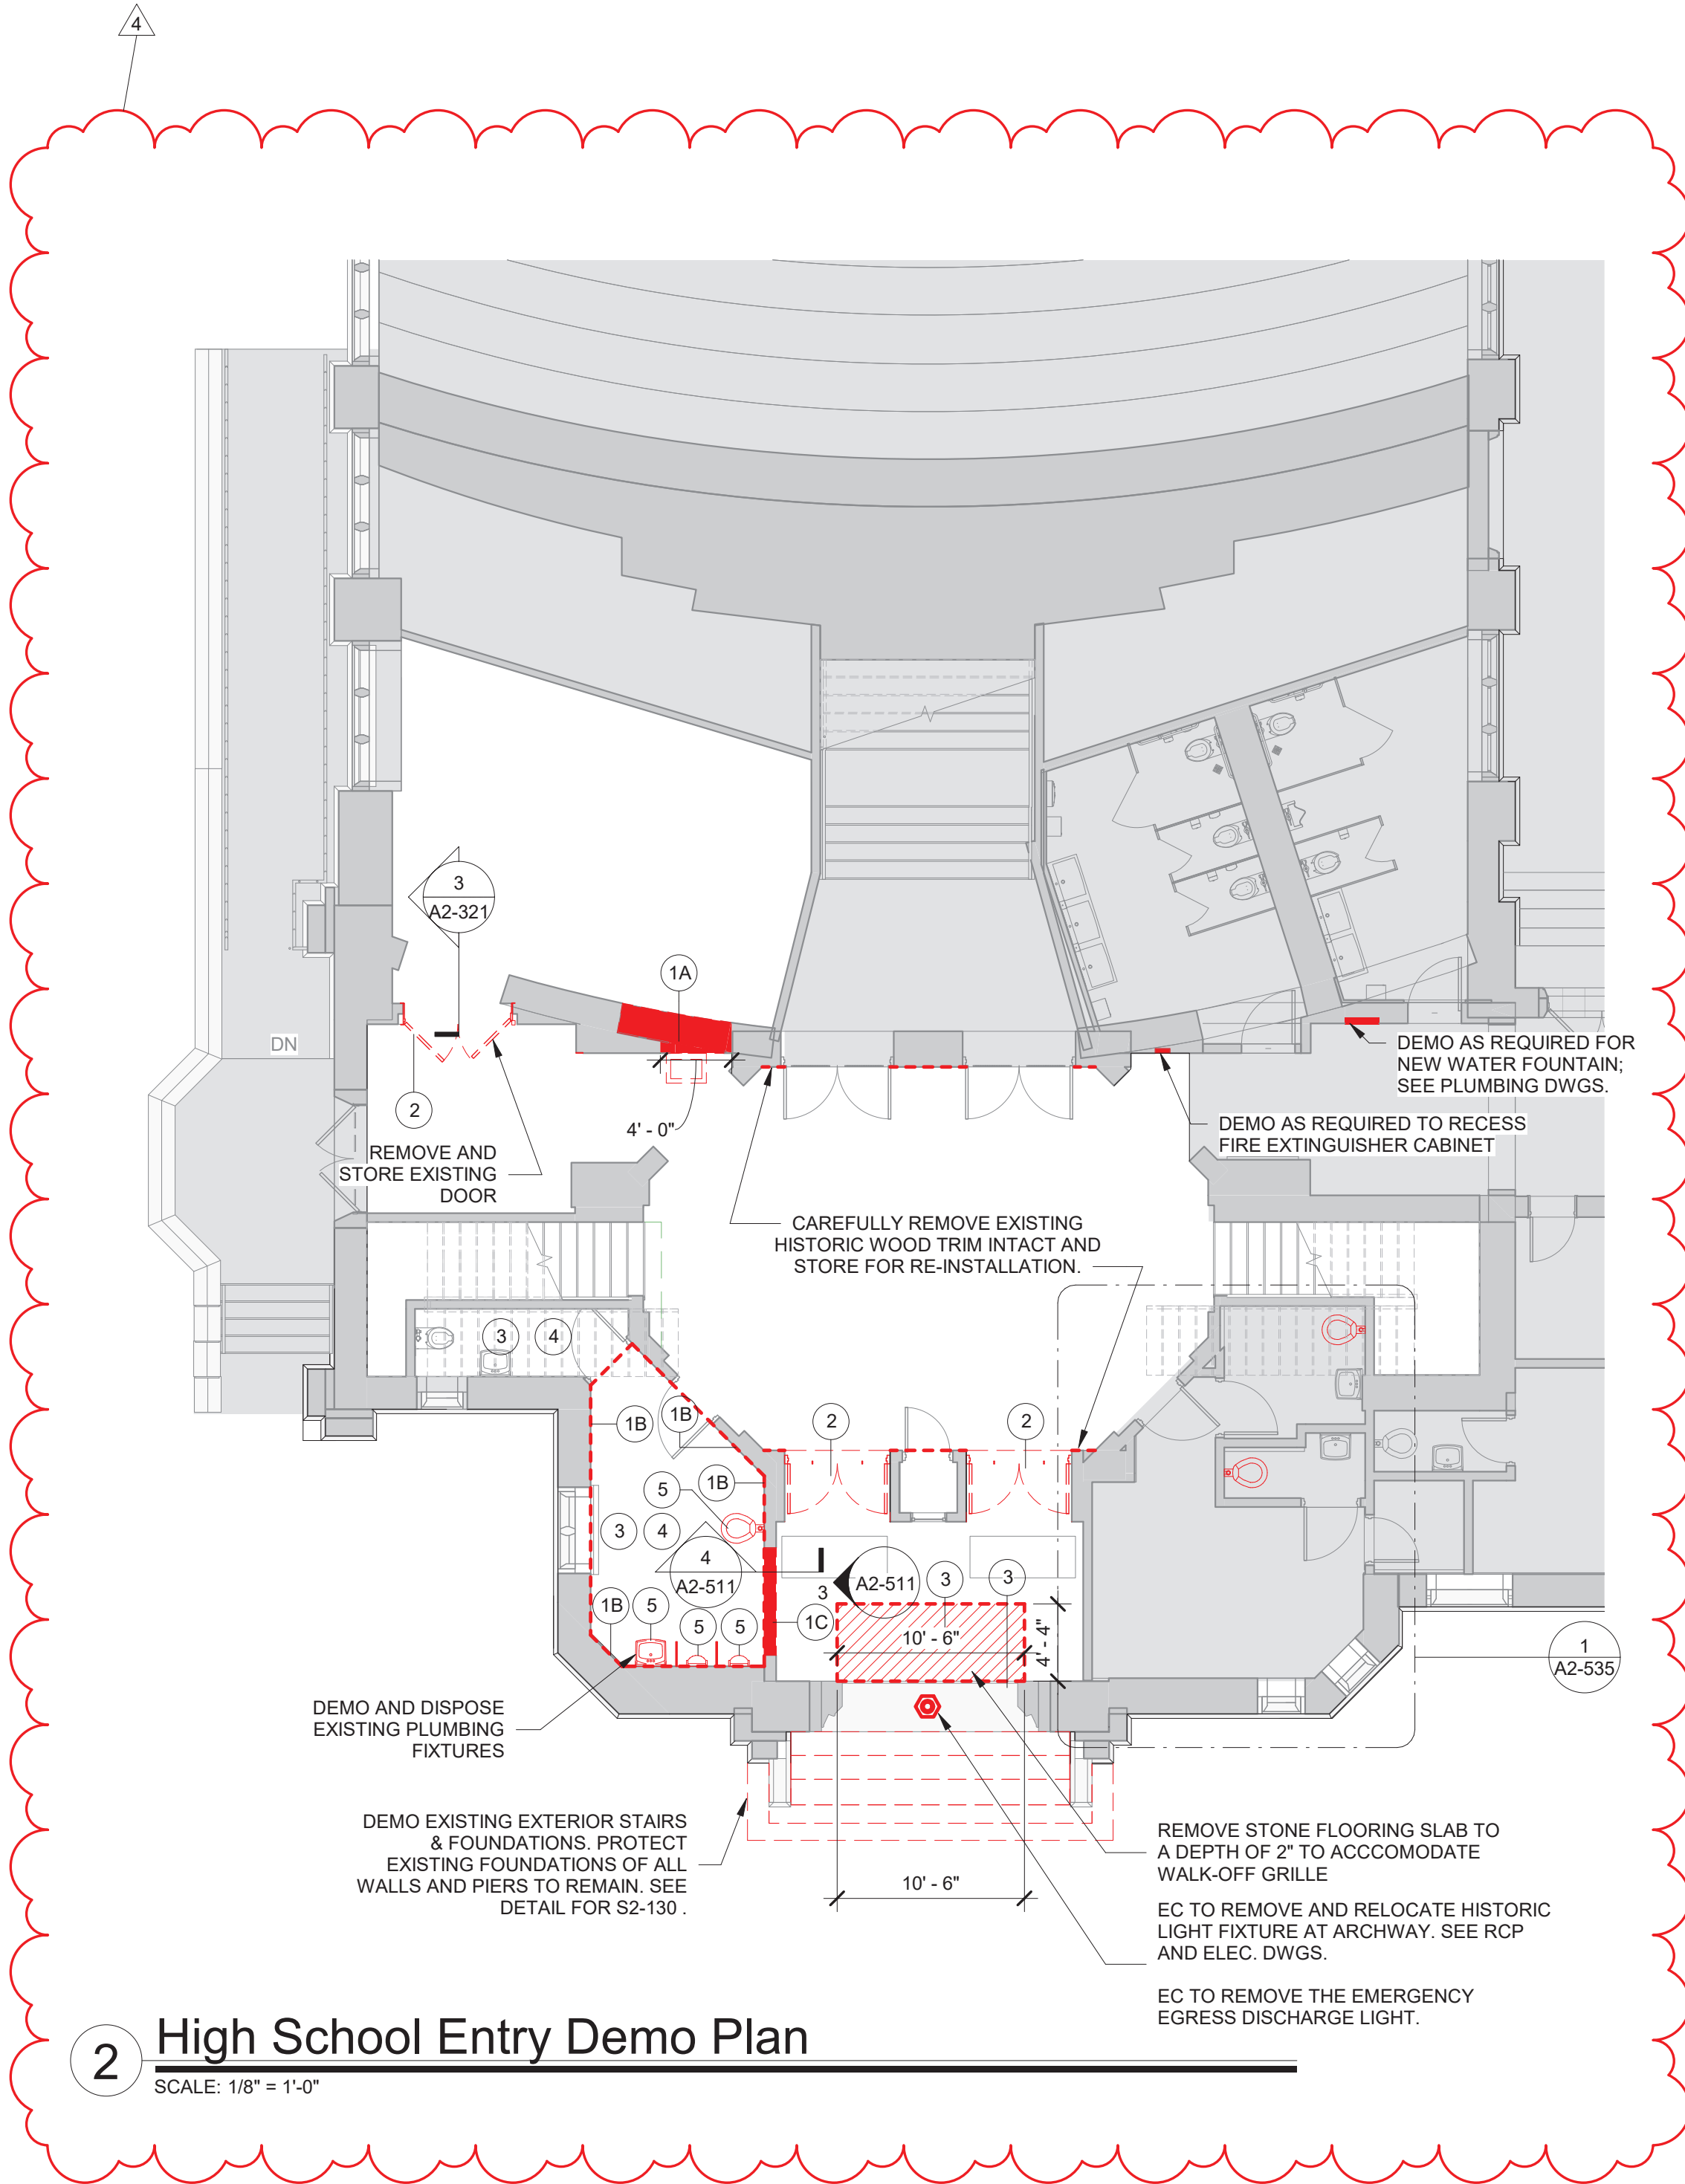 4
3
A2-321
1A
DN
DEMO AS REQUIRED FOR
NEW WATER FOUNTAIN;
SEE PLUMBING DWGS.
2
4' - 0"
DEMO AS REQUIRED TO RECESS
FIRE EXTINGUISHER CABINET
REMOVE AND
STORE EXISTING
DOOR
CAREFULLY REMOVE EXISTING
HISTORIC WOOD TRIM INTACT AND
STORE FOR RE-INSTALLATION.
3
4
1B
1B
2
2
1B
5
3
4
4
A2-511
3
A2-511
3
3
1B
5
5
5
1C
10' - 6"
4' - 4"
1
A2-535
DEMO AND DISPOSE
EXISTING PLUMBING
FIXTURES
DEMO EXISTING EXTERIOR STAIRS
& FOUNDATIONS. PROTECT
EXISTING FOUNDATIONS OF ALL
WALLS AND PIERS TO REMAIN. SEE
DETAIL FOR S2-130 .
10' - 6"
REMOVE STONE FLOORING SLAB TO
A DEPTH OF 2" TO ACCCOMODATE
WALK-OFF GRILLE
EC TO REMOVE AND RELOCATE HISTORIC
LIGHT FIXTURE AT ARCHWAY. SEE RCP
AND ELEC. DWGS.
EC TO REMOVE THE EMERGENCY
EGRESS DISCHARGE LIGHT.
2
High School Entry Demo Plan
SCALE: 1/8" = 1'-0"